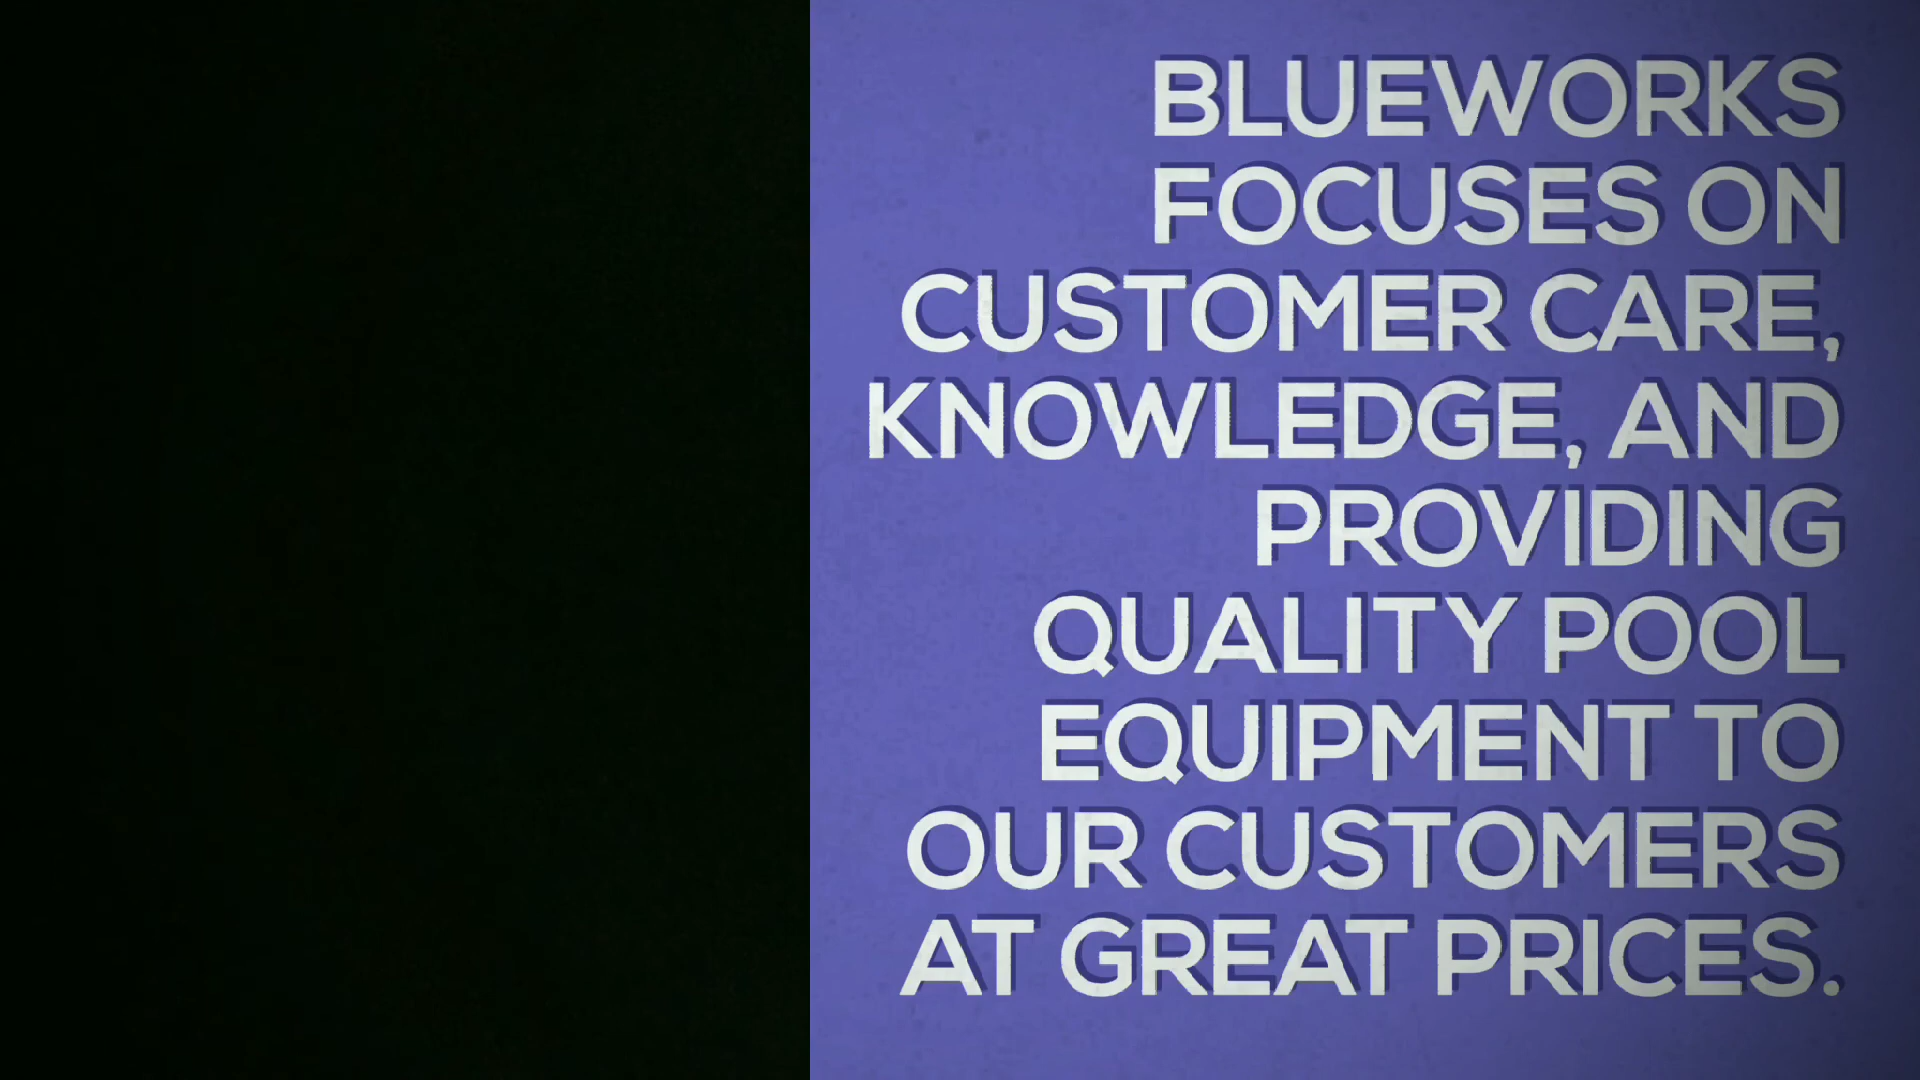 BLUEWORKS
FOCUSES ON
CUSTOMER CARE,
KNOWLEDGE, AND
PROVIDING
QUALITY POOL
EQUIPMENT TO
OUR CUSTOMERS
AT GREAT PRICES.